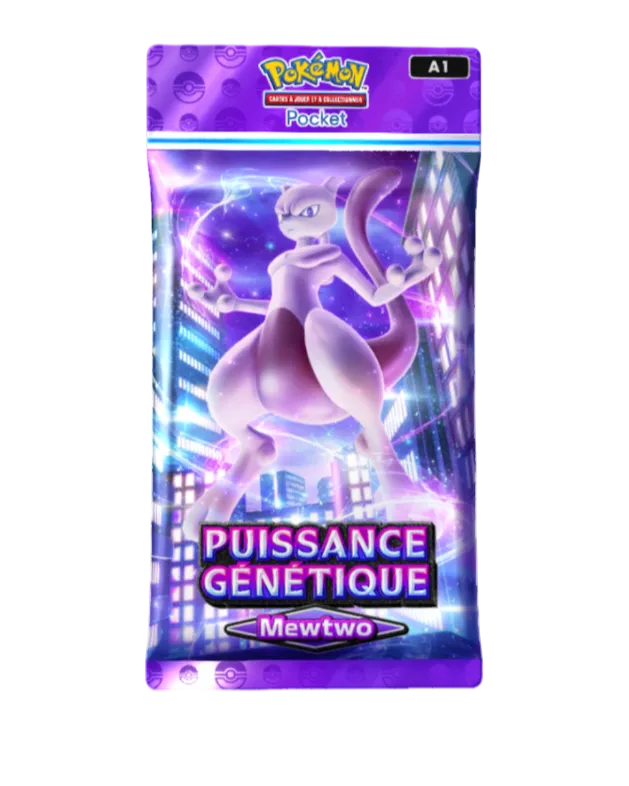 POKÉMON
A1
CARTES À JOUER ET À COLLECTIONNER
Pocket
PUISSANCE
GÉNÉTIQUE
Mewtwo